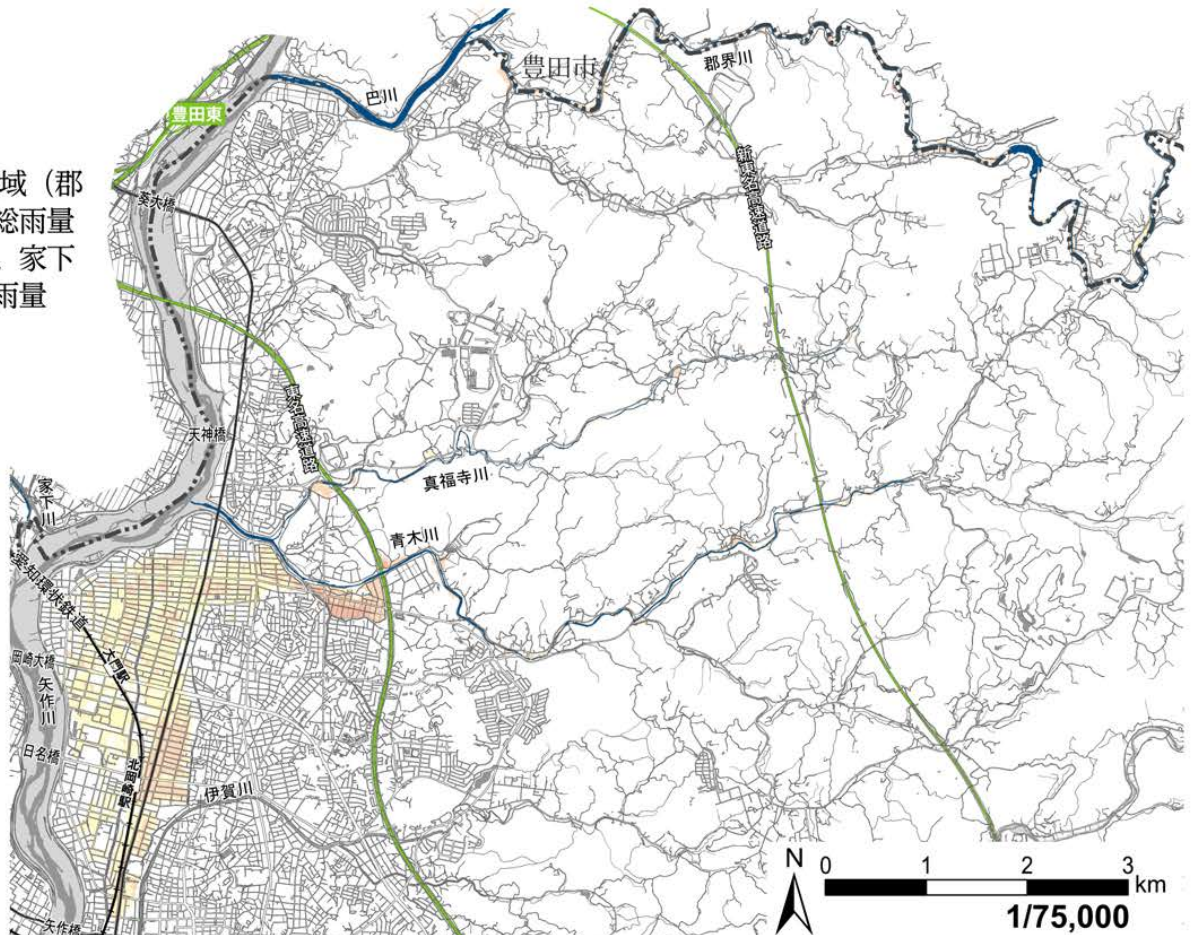 域（郡
総雨量
家下
雨量
豊田市
郡界川
巴川
豊田東
葵大橋
新東名高速道路
東名高速道路
天神橋
真福寺川
青木川
家下川
愛知環状鉄道
大門駅
岡崎大橋
矢作川
日名橋
北岡崎駅
伊賀川
矢作橋
N
0 1 2 3 km
1/75,000